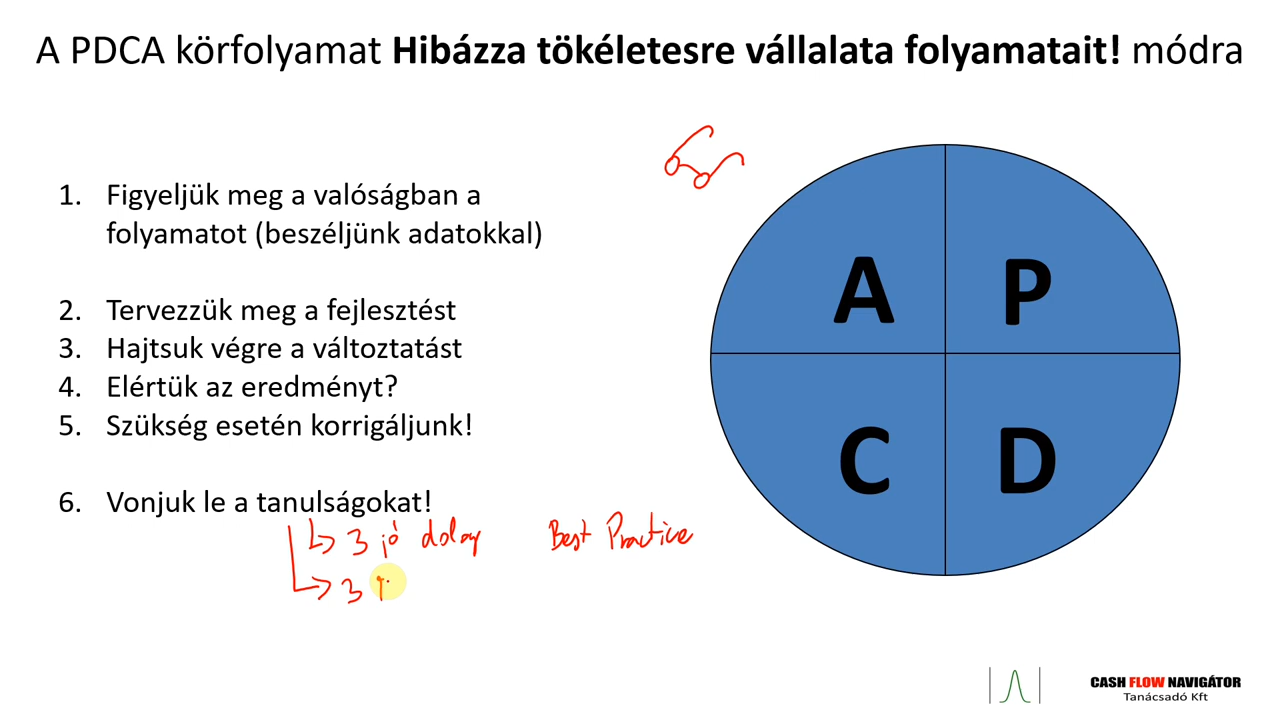 A PDCA körfolyamat Hibázza tökéletesre vállalata folyamatait! módra
1. Figyeljük meg a valóságban a
folyamatot (beszéljünk adatokkal)
2. Tervezzük meg a fejlesztést
3. Hajtsuk végre a változtatást
4. Elértük az eredményt?
5. Szükség esetén korrigáljunk!
6. Vonjuk le a tanulságokat!
3 jó dolog Best Practice
3
A P
C D
CASH FLOW NAVIGÁTOR
Tanácsadó Kft